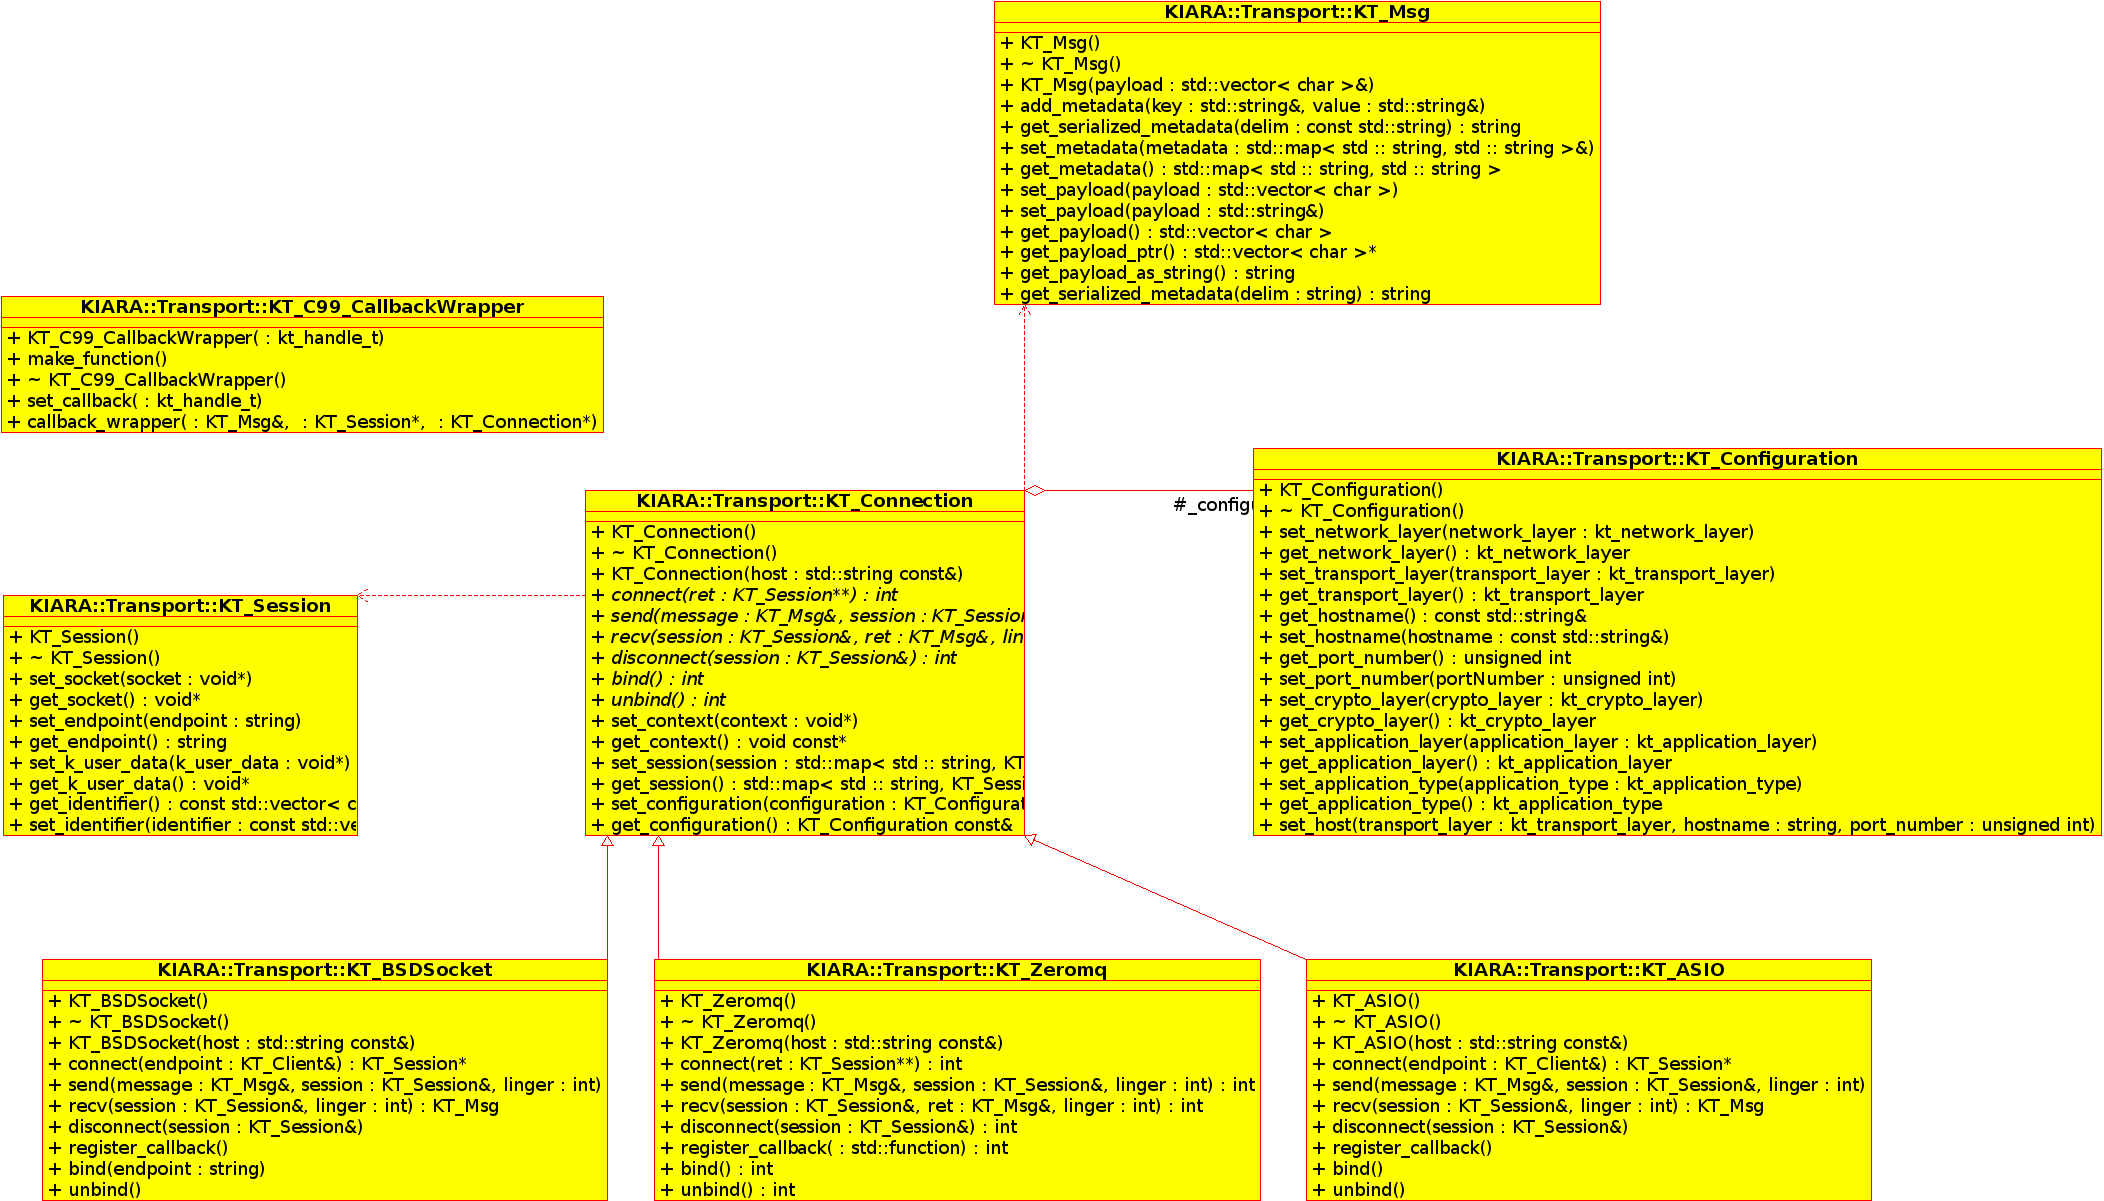 KIARA::Transport::KT_Msg
+ KT_Msg()
+ ~ KT_Msg()
+ KT_Msg(payload : std::vector< char >&)
+ add_metadata(key : std::string&, value : std::string&)
+ get_serialized_metadata(delim : const std::string) : string
+ set_metadata(metadata : std::map< std :: string, std :: string >&)
+ get_metadata() : std::map< std :: string, std :: string >
+ set_payload(payload : std::vector< char >)
+ set_payload(payload : std::string&)
+ get_payload() : std::vector< char >
+ get_payload_ptr() : std::vector< char >*
+ get_payload_as_string() : string
+ get_serialized_metadata(delim : string) : string
KIARA::Transport::KT_C99_CallbackWrapper
+ KT_C99_CallbackWrapper( : kt_handle_t)
+ make_function()
+ ~ KT_C99_CallbackWrapper()
+ set_callback( : kt_handle_t)
+ callback_wrapper( : KT_Msg&,  : KT_Session*,  : KT_Connection*)
KIARA::Transport::KT_Configuration
+ KT_Configuration()
+ ~ KT_Configuration()
+ set_network_layer(network_layer : kt_network_layer)
+ get_network_layer() : kt_network_layer
+ set_transport_layer(transport_layer : kt_transport_layer)
+ get_transport_layer() : kt_transport_layer
+ get_hostname() : const std::string&
+ set_hostname(hostname : const std::string&)
+ get_port_number() : unsigned int
+ set_port_number(portNumber : unsigned int)
+ set_crypto_layer(crypto_layer : kt_crypto_layer)
+ get_crypto_layer() : kt_crypto_layer
+ set_application_layer(application_layer : kt_application_layer)
+ get_application_layer() : kt_application_layer
+ set_application_type(application_type : kt_application_type)
+ get_application_type() : kt_application_type
+ set_host(transport_layer : kt_transport_layer, hostname : string, port_number : unsigned int)
#_config
KIARA::Transport::KT_Connection
+ KT_Connection()
+ ~ KT_Connection()
+ KT_Connection(host : std::string const&)
+ connect(ret : KT_Session**) : int
+ send(message : KT_Msg&, session : KT_Session
+ recv(session : KT_Session&, ret : KT_Msg&, lin
+ disconnect(session : KT_Session&) : int
+ bind() : int
+ unbind() : int
+ set_context(context : void*)
+ get_context() : void const*
+ set_session(session : std::map< std :: string, KT
+ get_session() : std::map< std :: string, KT_Sessi
+ set_configuration(configuration : KT_Configurat
+ get_configuration() : KT_Configuration const&
KIARA::Transport::KT_Session
+ KT_Session()
+ ~ KT_Session()
+ set_socket(socket : void*)
+ get_socket() : void*
+ set_endpoint(endpoint : string)
+ get_endpoint() : string
+ set_k_user_data(k_user_data : void*)
+ get_k_user_data() : void*
+ get_identifier() : const std::vector< c
+ set_identifier(identifier : const std::ve
KIARA::Transport::KT_BSDSocket
+ KT_BSDSocket()
+ ~ KT_BSDSocket()
+ KT_BSDSocket(host : std::string const&)
+ connect(endpoint : KT_Client&) : KT_Session*
+ send(message : KT_Msg&, session : KT_Session&, linger : int)
+ recv(session : KT_Session&, linger : int) : KT_Msg
+ disconnect(session : KT_Session&)
+ register_callback()
+ bind(endpoint : string)
+ unbind()
KIARA::Transport::KT_Zeromq
+ KT_Zeromq()
+ ~ KT_Zeromq()
+ KT_Zeromq(host : std::string const&)
+ connect(ret : KT_Session**) : int
+ send(message : KT_Msg&, session : KT_Session&, linger : int) : int
+ recv(session : KT_Session&, ret : KT_Msg&, linger : int) : int
+ disconnect(session : KT_Session&) : int
+ register_callback( : std::function) : int
+ bind() : int
+ unbind() : int
KIARA::Transport::KT_ASIO
+ KT_ASIO()
+ ~ KT_ASIO()
+ KT_ASIO(host : std::string const&)
+ connect(endpoint : KT_Client&) : KT_Session*
+ send(message : KT_Msg&, session : KT_Session&, linger : int)
+ recv(session : KT_Session&, linger : int) : KT_Msg
+ disconnect(session : KT_Session&)
+ register_callback()
+ bind()
+ unbind()